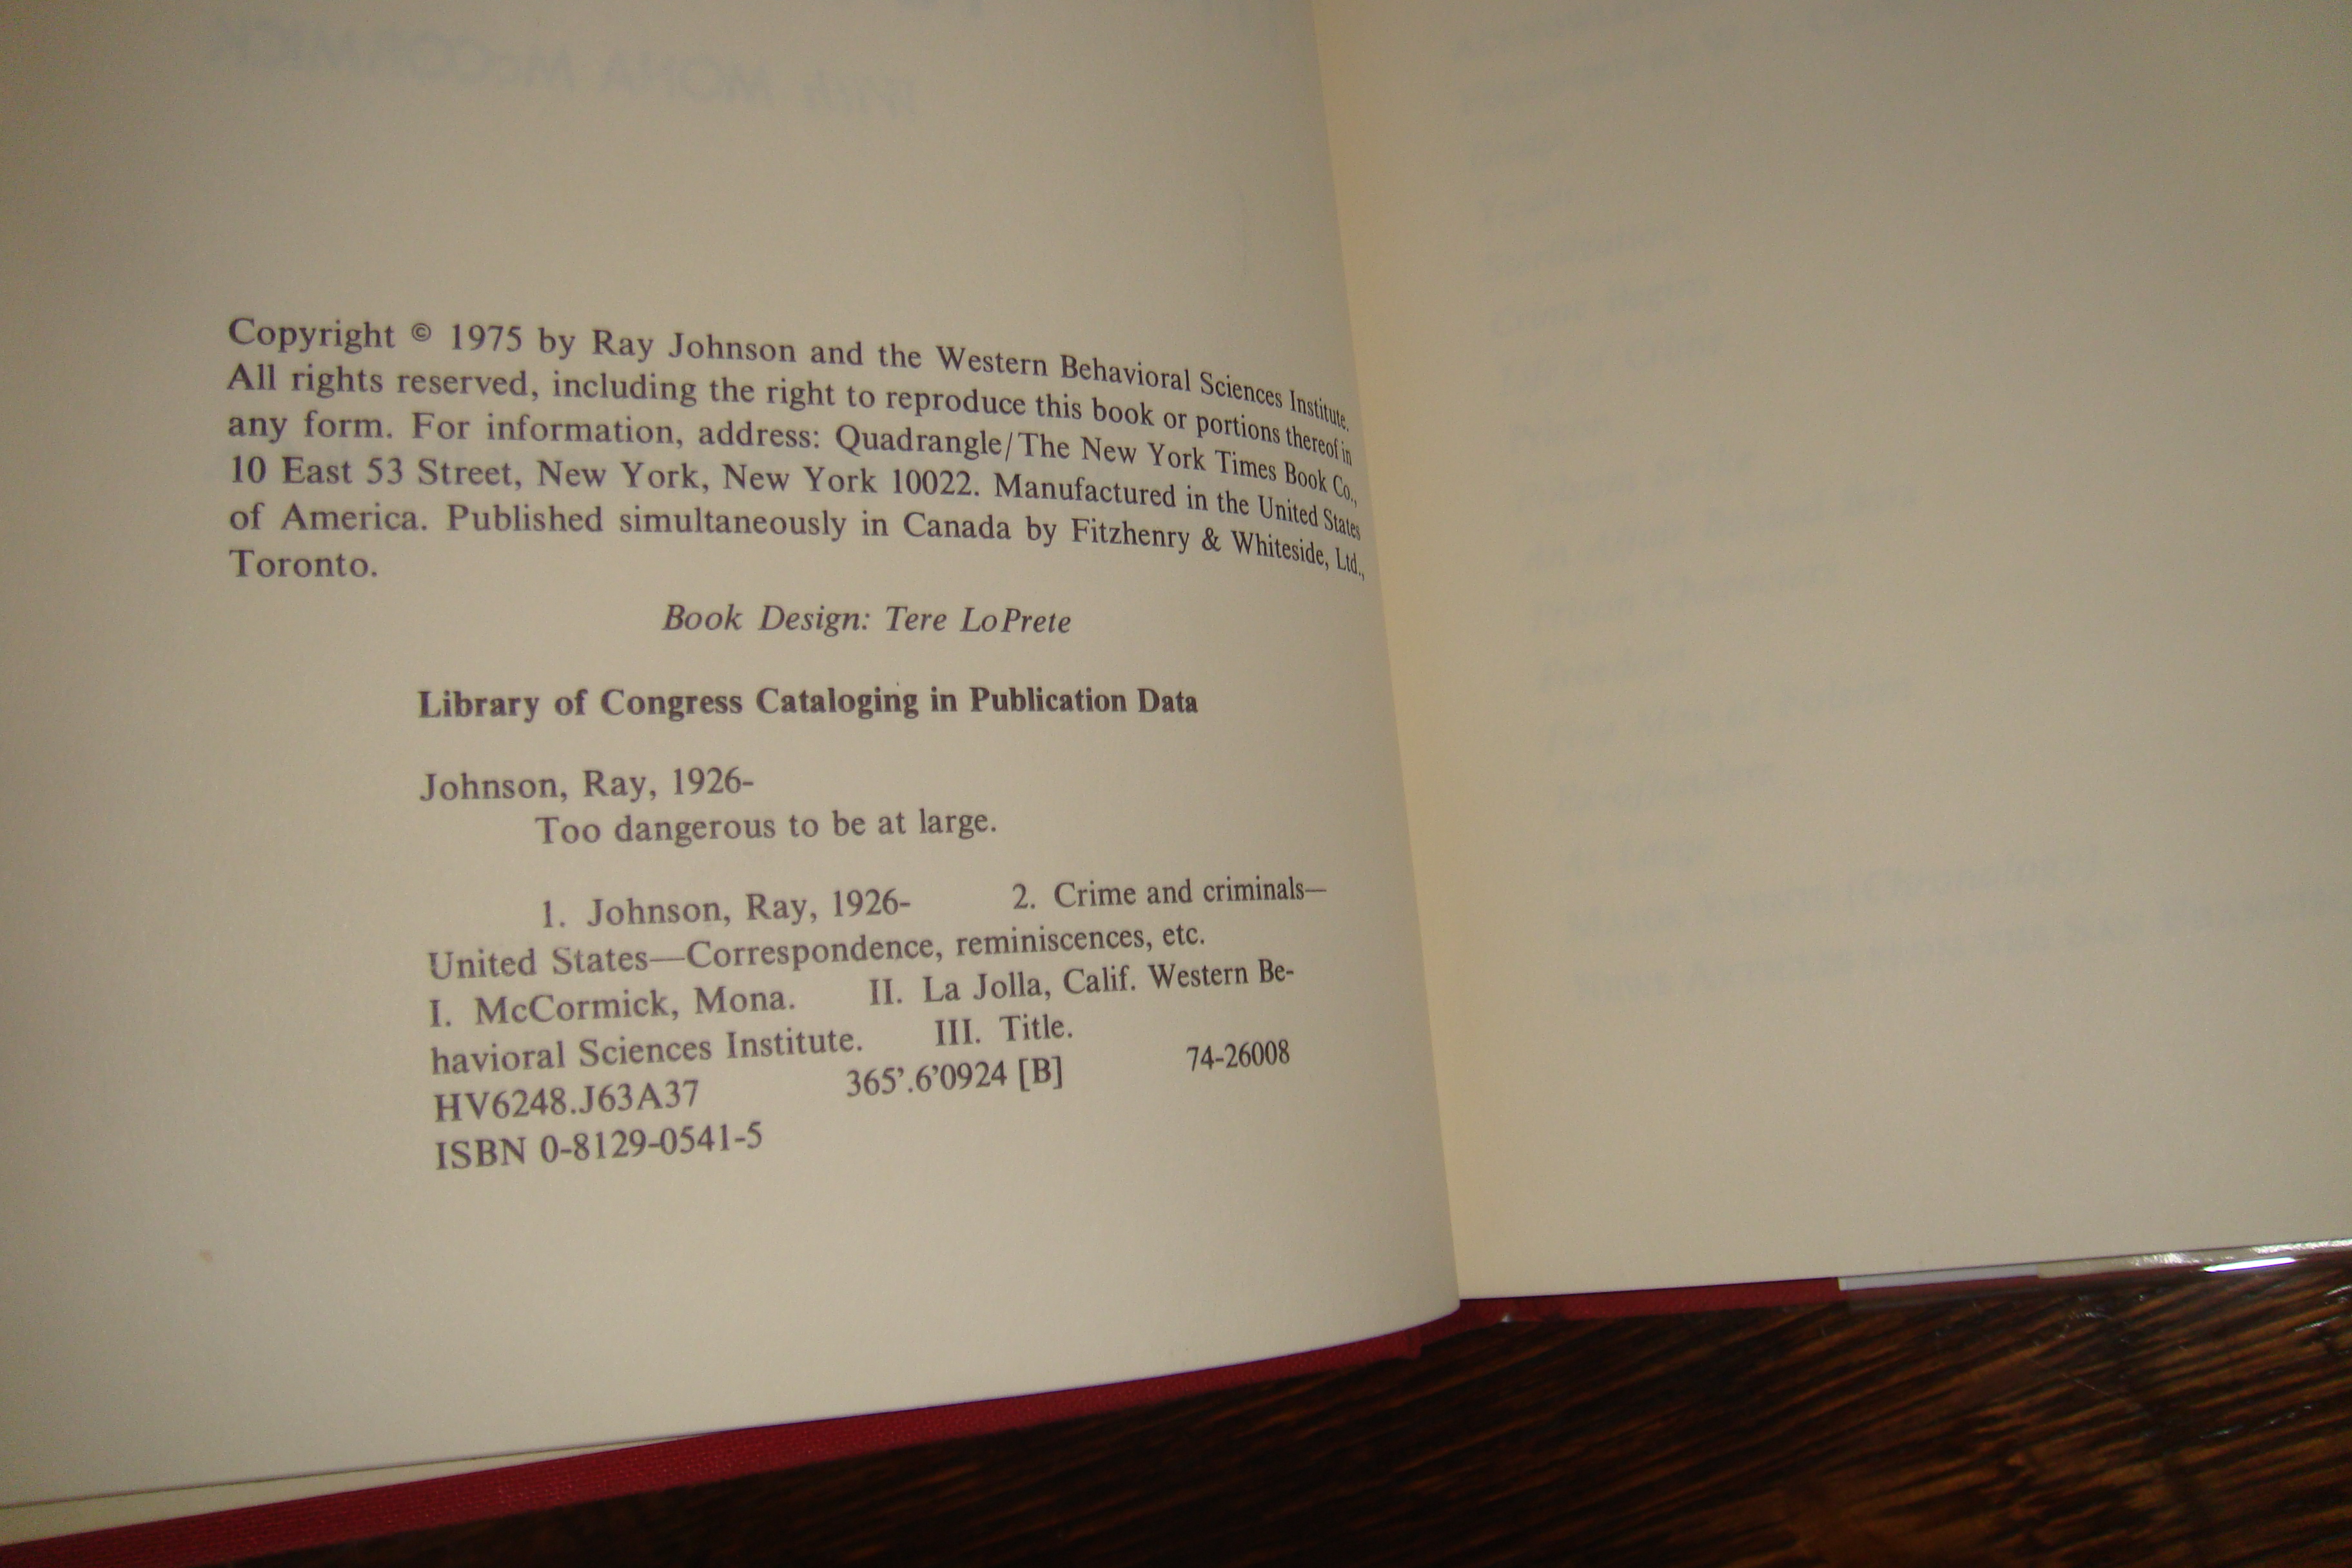 With MONA McCORMICK
Copyright © 1975 by Ray Johnson and the Western Behavioral Sciences Institute.
All rights reserved, including the right to reproduce this book or portions thereof in
any form. For information, address: Quadrangle/The New York Times Book Co.,
10 East 53 Street, New York, New York 10022. Manufactured in the United States
of America. Published simultaneously in Canada by Fitzhenry & Whiteside, Ltd.,
Toronto.
Book Design: Tere LoPrete
Library of Congress Cataloging in Publication Data
Johnson, Ray, 1926-
Too dangerous to be at large.
1. Johnson, Ray, 1926- 2. Crime and criminals—
United States—Correspondence, reminiscences, etc.
I. McCormick, Mona. II. La Jolla, Calif. Western Be-
havioral Sciences Institute. III. Title.
HV6248.J63A37 365'.6'0924 [B] 74-26008
ISBN 0-8129-0541-5